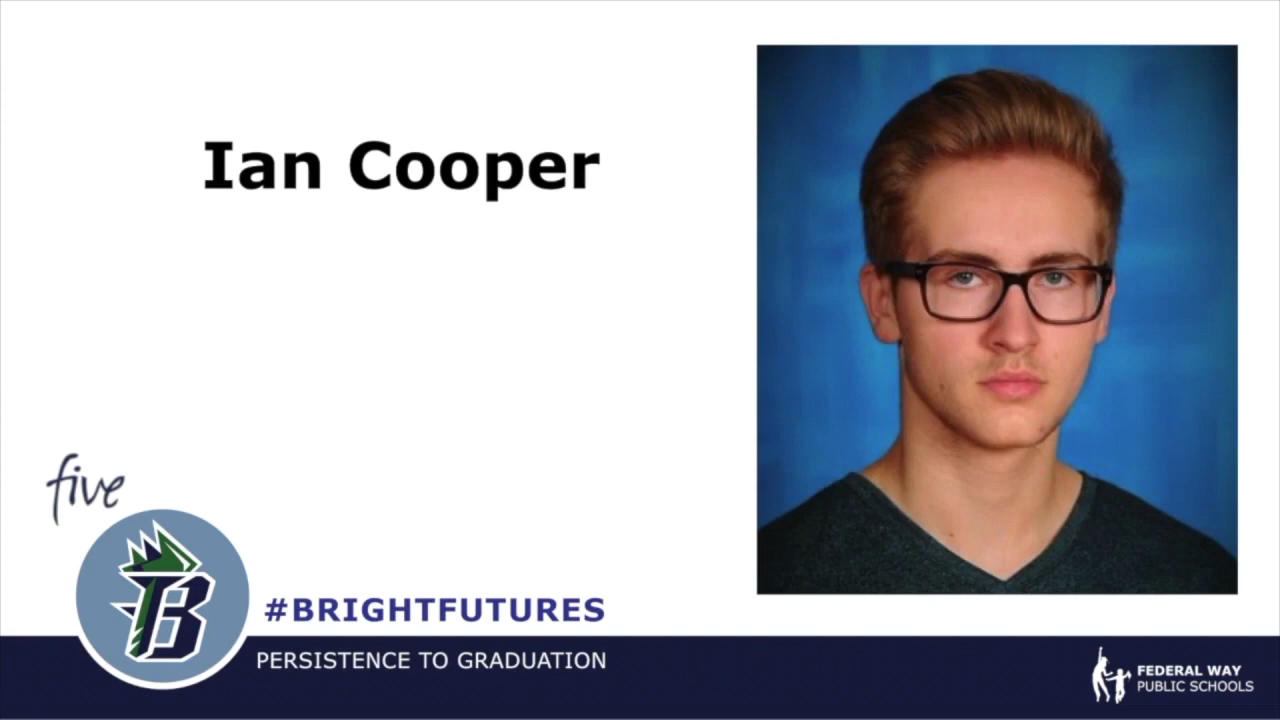 Ian Cooper
five
B
#BRIGHTFUTURES
PERSISTENCE TO GRADUATION
FEDERAL WAY
PUBLIC SCHOOLS